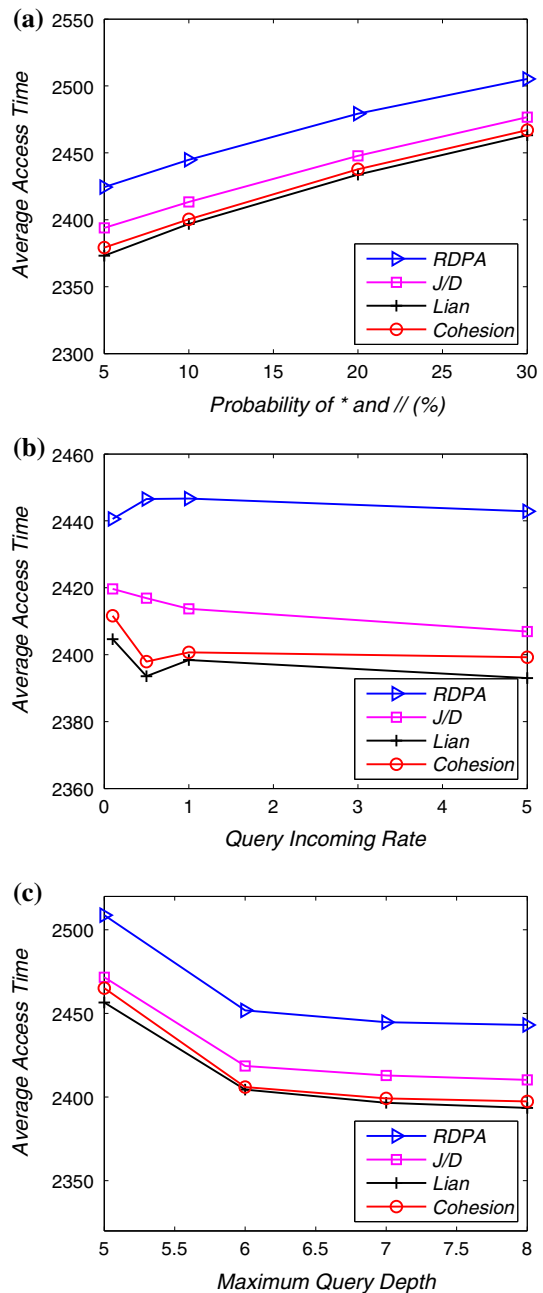 (a)
2550
2500
2450
2400
2350
2300
Average Access Time
5
10
15
20
25
30
Probability of * and // (%)
RDPA
J/D
Lian
Cohesion
(b)
2460
2440
2420
2400
2380
2360
Average Access Time
0
1
2
3
4
5
Query Incoming Rate
RDPA
J/D
Lian
Cohesion
(c)
2500
2450
2400
2350
Average Access Time
5
5.5
6
6.5
7
7.5
8
Maximum Query Depth
RDPA
J/D
Lian
Cohesion